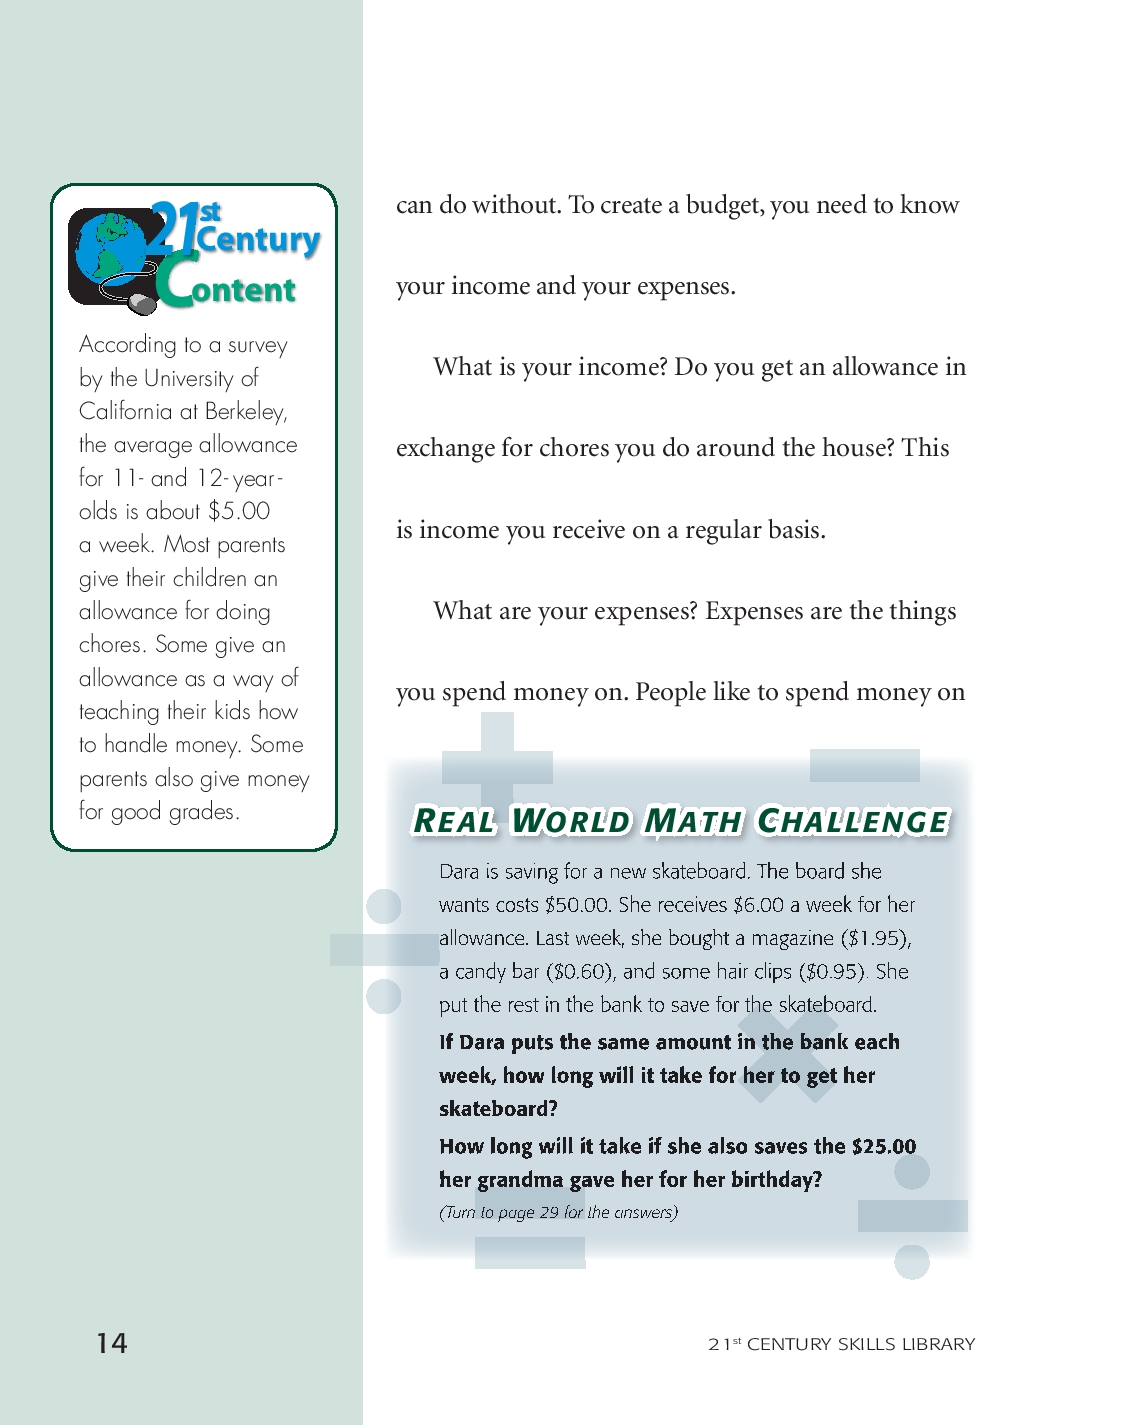 21st
Century
Content
According to a survey
by the University of
California at Berkeley,
the average allowance
for 11- and 12-year-
olds is about $5.00
a week. Most parents
give their children an
allowance for doing
chores. Some give an
allowance as a way of
teaching their kids how
to handle money. Some
parents also give money
for good grades.
can do without. To create a budget, you need to know
your income and your expenses.
What is your income? Do you get an allowance in
exchange for chores you do around the house? This
is income you receive on a regular basis.
What are your expenses? Expenses are the things
you spend money on. People like to spend money on
REAL WORLD MATH CHALLENGE
Dara is saving for a new skateboard. The board she
wants costs $50.00. She receives $6.00 a week for her
allowance. Last week, she bought a magazine ($1.95),
a candy bar ($0.60), and some hair clips ($0.95). She
put the rest in the bank to save for the skateboard.
If Dara puts the same amount in the bank each
week, how long will it take for her to get her
skateboard?
How long will it take if she also saves the $25.00
her grandma gave her for her birthday?
(Turn to page 29 for the answers)
14
21st CENTURY SKILLS LIBRARY